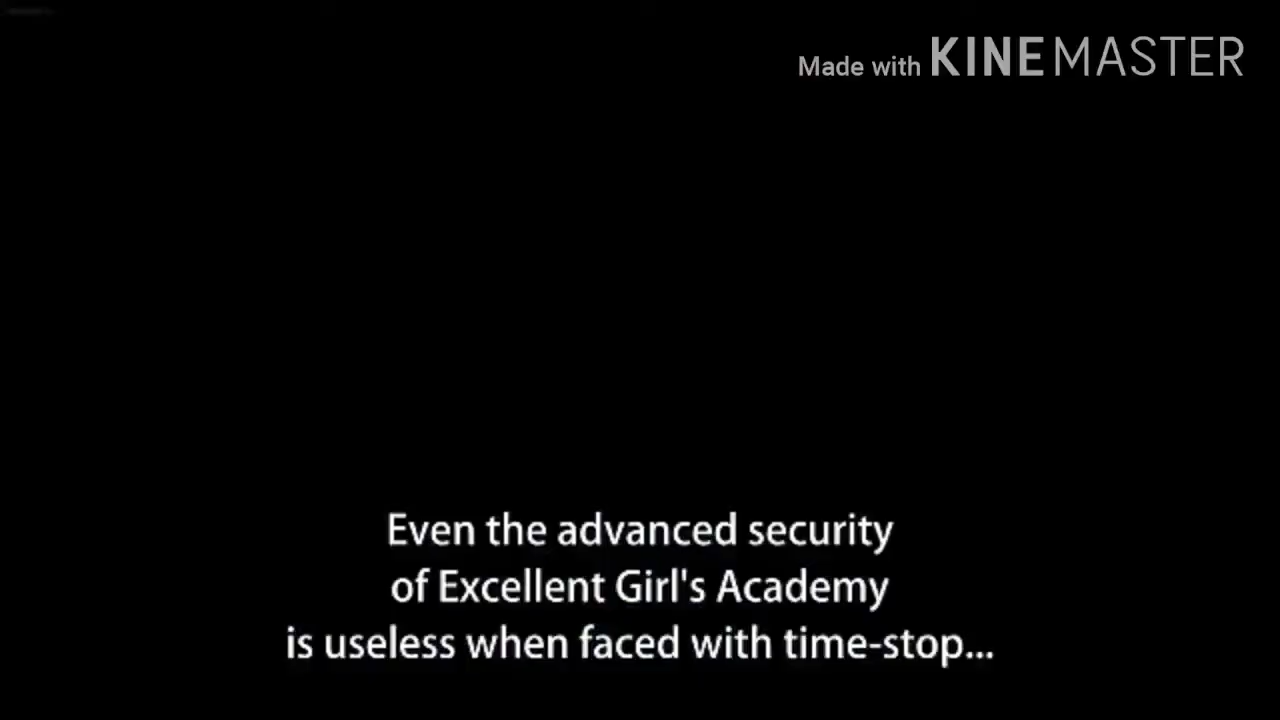 Made with KINEMASTER
Even the advanced security
of Excellent Girl's Academy
is useless when faced with time-stop...